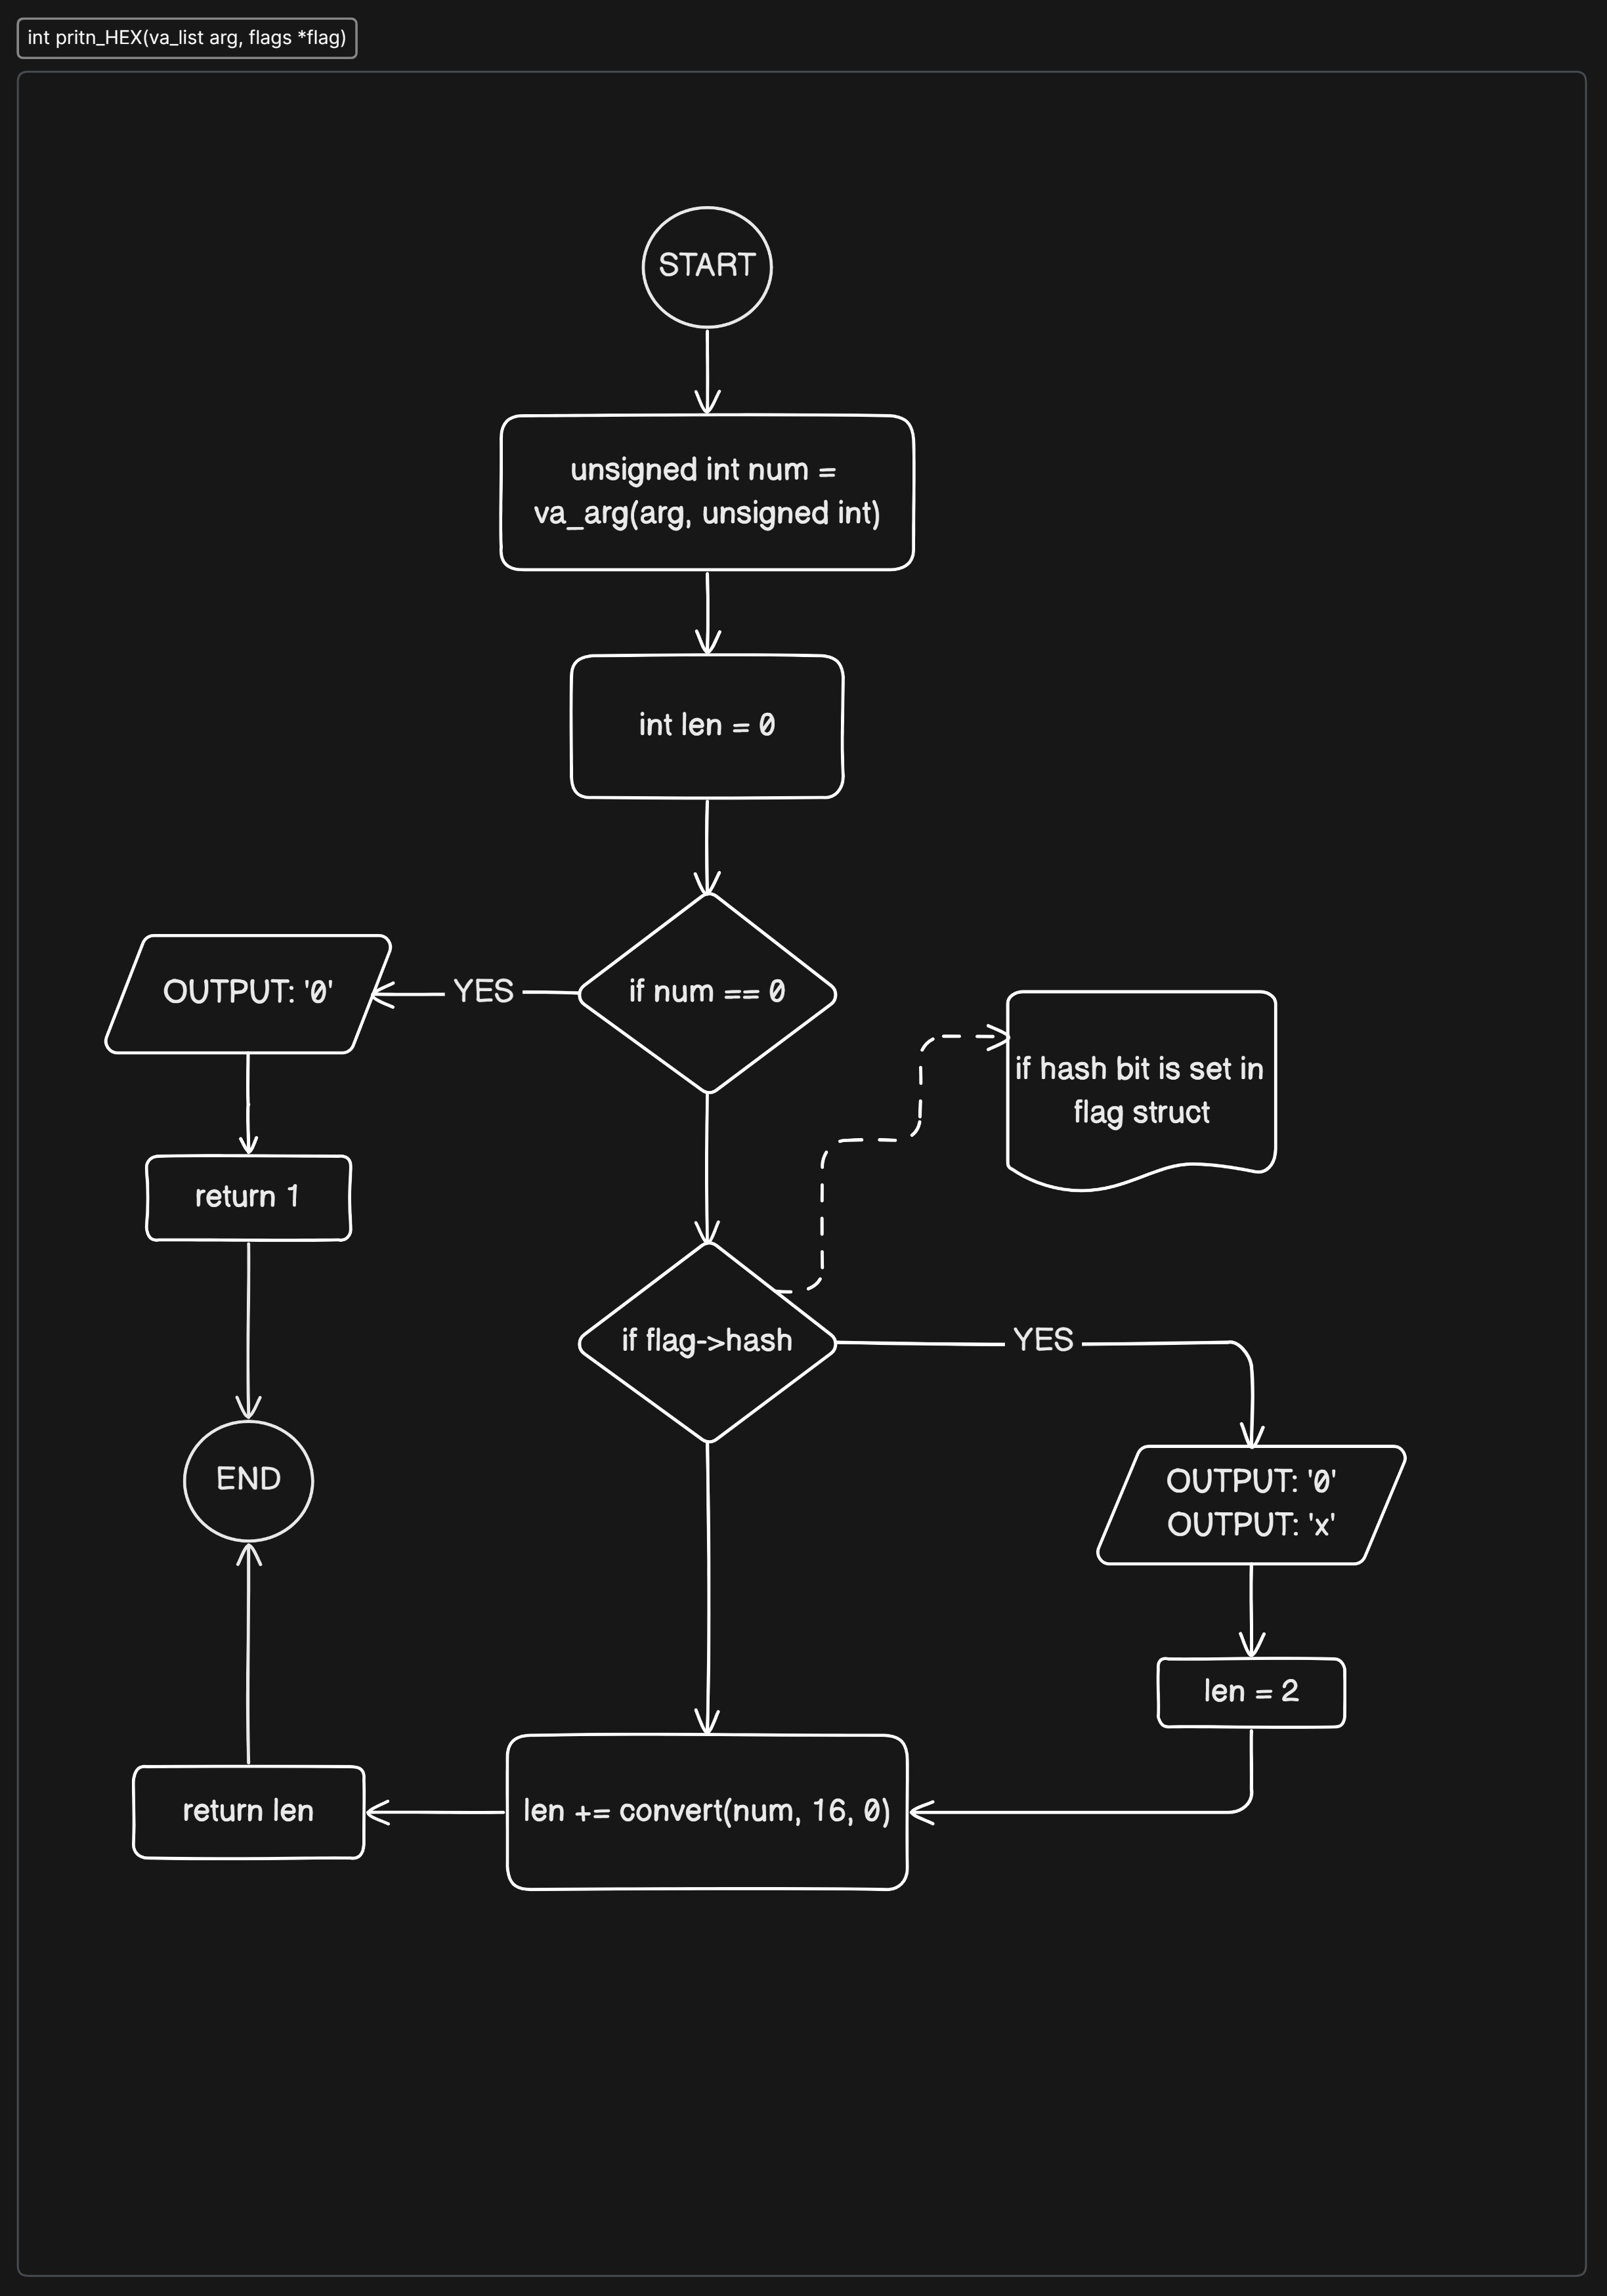 int pritn_HEX(va_list arg, flags *flag)
START
unsigned int num =
va_arg(arg, unsigned int)
int len = 0
if num == 0
YES
OUTPUT: '0'
return 1
if hash bit is set in
flag struct
if flag->hash
YES
OUTPUT: '0'
OUTPUT: 'x'
len = 2
len += convert(num, 16, 0)
return len
END